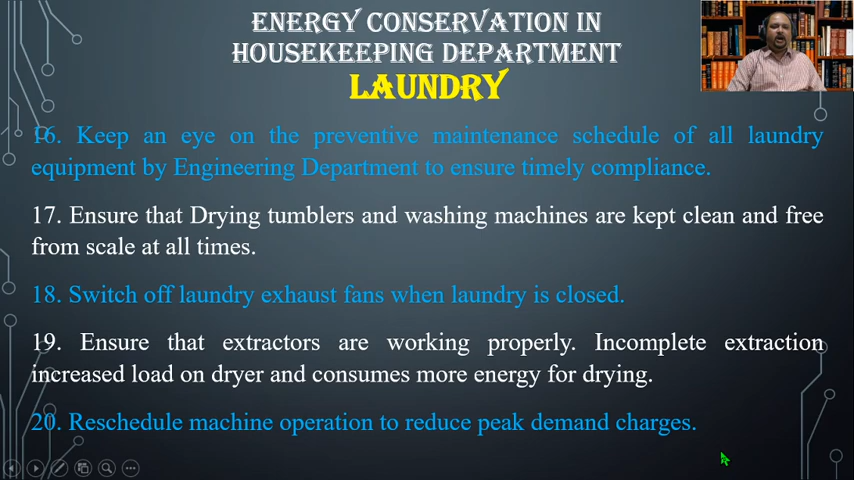 ENERGY CONSERVATION IN
HOUSEKEEPING DEPARTMENT
LAUNDRY
16. Keep an eye on the preventive maintenance schedule of all laundry
equipment by Engineering Department to ensure timely compliance.
17. Ensure that Drying tumblers and washing machines are kept clean and free
from scale at all times.
18. Switch off laundry exhaust fans when laundry is closed.
19. Ensure that extractors are working properly. Incomplete extraction
increased load on dryer and consumes more energy for drying.
20. Reschedule machine operation to reduce peak demand charges.